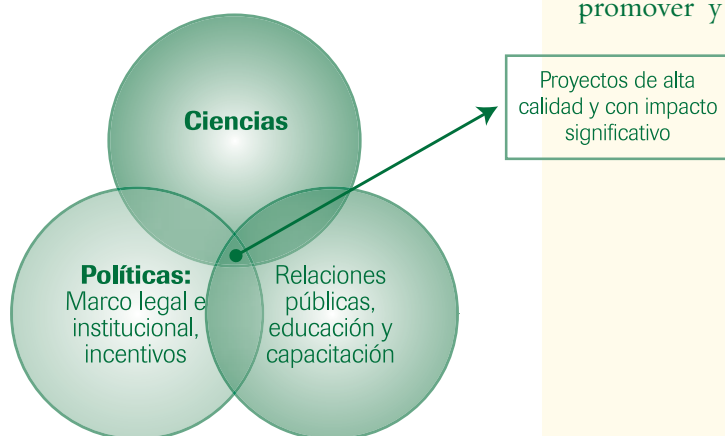 promover y
Proyectos de alta
calidad y con impacto
significativo
Ciencias
Políticas:
Marco legal e
institucional,
incentivos
Relaciones
públicas,
educación y
capacitación